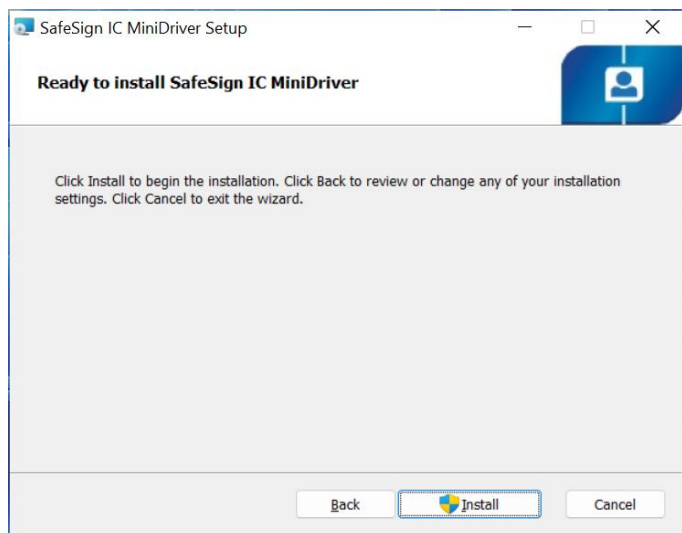 SafeSign IC MiniDriver Setup
Ready to install SafeSign IC MiniDriver
Click Install to begin the installation. Click Back to review or change any of your installation
settings. Click Cancel to exit the wizard.
Back
Install
Cancel